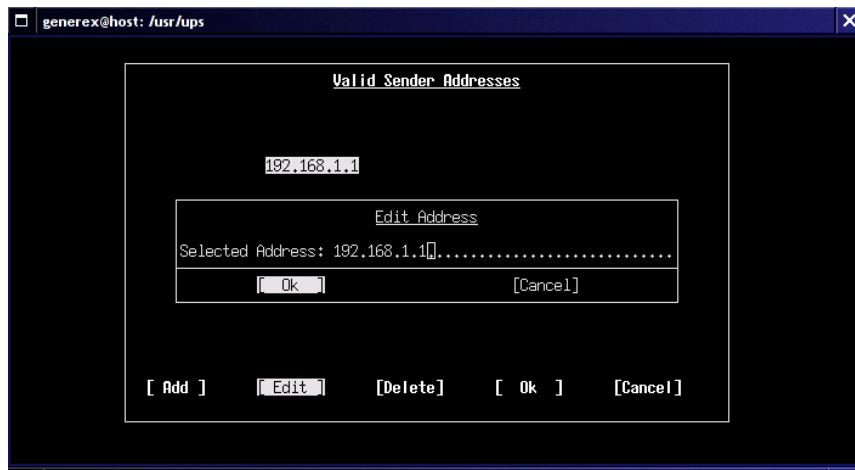 generex@host: /usr/ups
Valid Sender Addresses
192.168.1.1
Edit Address
Selected Address: 192.168.1.1.............................
[ Ok ] [Cancel]
[ Add ] [ Edit ] [Delete] [ Ok ] [Cancel]